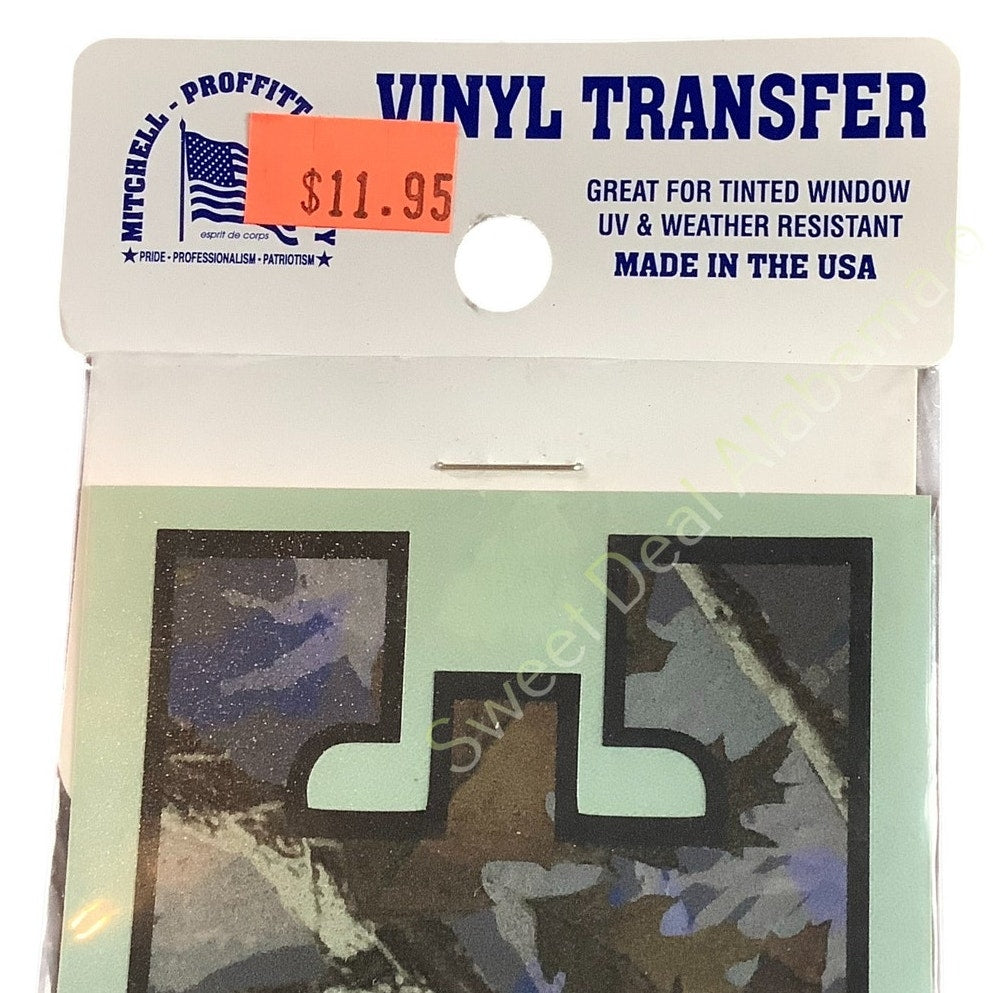 MITCHELL - PROFFITT
$11.95
esprit de corps
★PRIDE - PROFESSIONALISM - PATRIOTISM★
VINYL TRANSFER
GREAT FOR TINTED WINDOW
UV & WEATHER RESISTANT
MADE IN THE USA
Sweet Deal Alabama ©